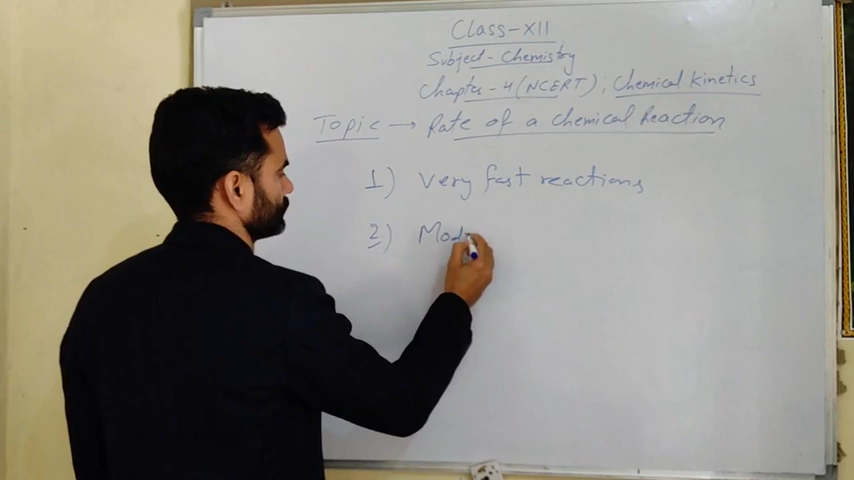 Class-XII
Subject - Chemistry
Chapter - 4 (NCERT); Chemical kinetics
Topic → Rate of a Chemical Reaction
1) Very fast reactions
2) Mod